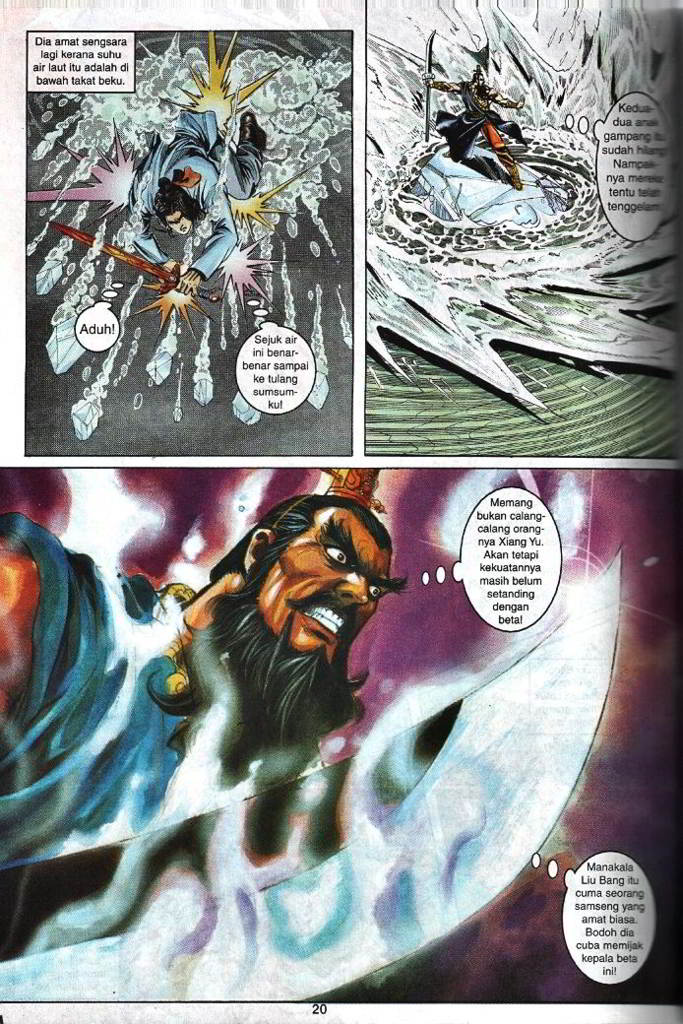 Dia amat sengsara
lagi kerana suhu
air laut itu adalah di
bawah takat beku.
Aduh!
Sejuk air
ini benar-
benar sampai
ke tulang
sumsum-
ku!
Kedua-
dua anak
gampang itu
sudah hilang.
Nampak-
nya mereka
tentu telah
tenggelam!
Memang
bukan calang-
calang orang-
nya Xiang Yu.
Akan tetapi
kekuatannya
masih belum
setanding
dengan
beta!
Manakala
Liu Bang itu
cuma seorang
samseng yang
amat biasa.
Bodoh dia
cuba memijak
kepala beta
ini!
20